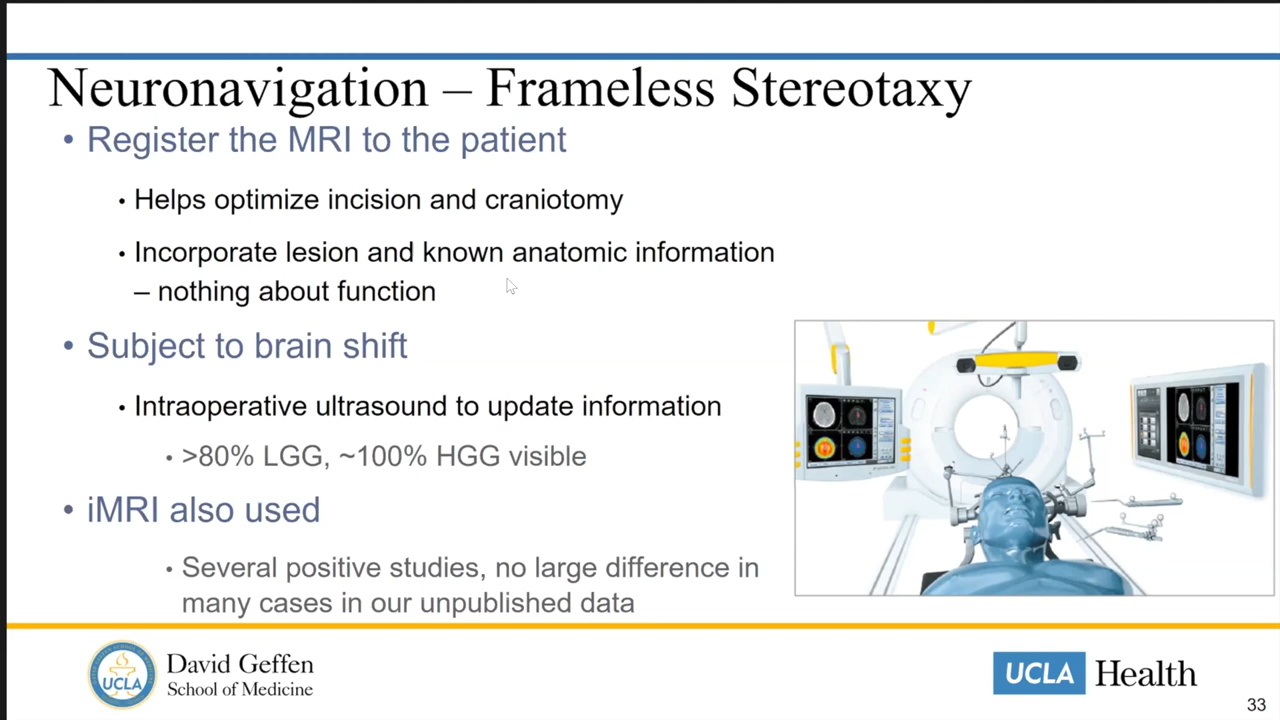 Neuronavigation – Frameless Stereotaxy
• Register the MRI to the patient
• Helps optimize incision and craniotomy
• Incorporate lesion and known anatomic information
– nothing about function
• Subject to brain shift
• Intraoperative ultrasound to update information
• >80% LGG, ~100% HGG visible
• iMRI also used
• Several positive studies, no large difference in
many cases in our unpublished data
UCLA
David Geffen
School of Medicine
UCLA Health
33